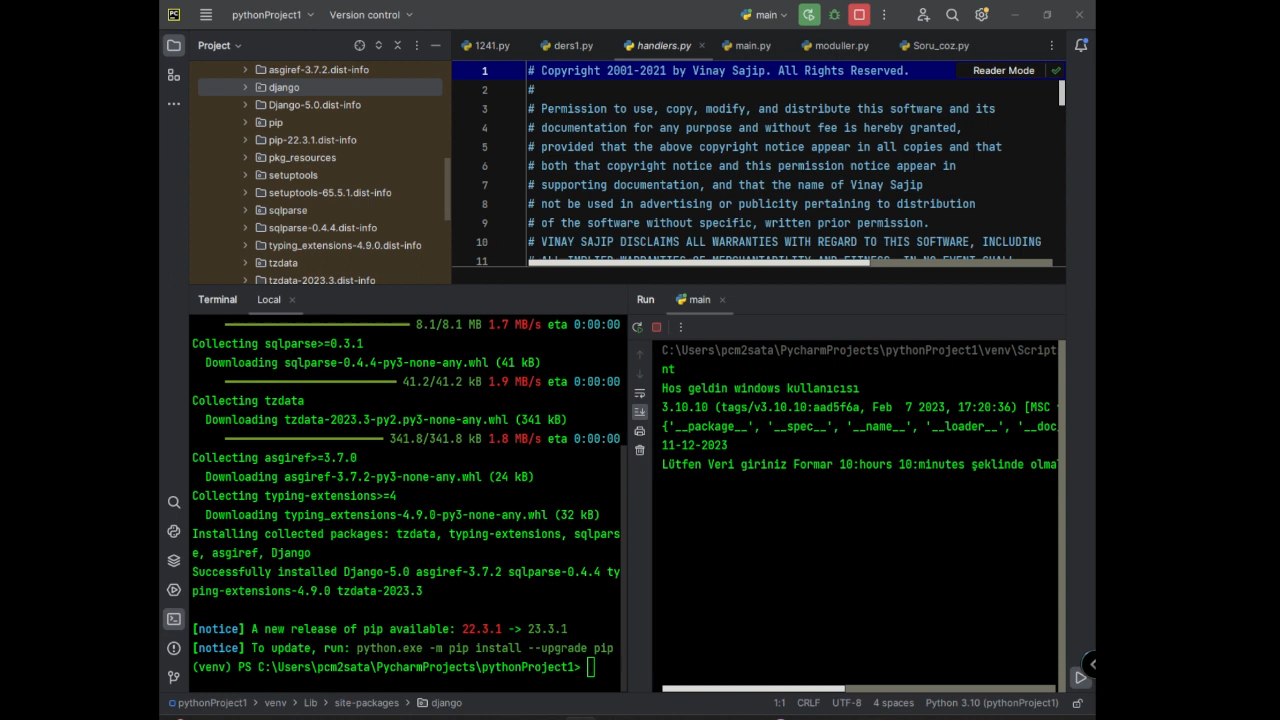 pythonProject1
Version control
main
Project
1241.py
ders1.py
handlers.py
main.py
moduller.py
Soru_coz.py
asgiref-3.7.2.dist-info
django
Django-5.0.dist-info
pip
pip-22.3.1.dist-info
pkg_resources
setuptools
setuptools-65.5.1.dist-info
sqlparse
sqlparse-0.4.4.dist-info
typing_extensions-4.9.0.dist-info
tzdata
tzdata-2023.3.dist-info
1 # Copyright 2001-2021 by Vinay Sajip. All Rights Reserved.
Reader Mode
2 #
3 # Permission to use, copy, modify, and distribute this software and its
4 # documentation for any purpose and without fee is hereby granted,
5 # provided that the above copyright notice appear in all copies and that
6 # both that copyright notice and this permission notice appear in
7 # supporting documentation, and that the name of Vinay Sajip
8 # not be used in advertising or publicity pertaining to distribution
9 # of the software without specific, written prior permission.
10 # VINAY SAJIP DISCLAIMS ALL WARRANTIES WITH REGARD TO THIS SOFTWARE, INCLUDING
11 # ALL IMPLIED WARRANTIES OF MERCHANTABILITY AND FITNESS. IN NO EVENT SHALL
Terminal
Local
8.1/8.1 MB 1.7 MB/s eta 0:00:00
Collecting sqlparse>=0.3.1
Downloading sqlparse-0.4.4-py3-none-any.whl (41 kB)
41.2/41.2 kB 1.9 MB/s eta 0:00:00
Collecting tzdata
Downloading tzdata-2023.3-py2.py3-none-any.whl (341 kB)
341.8/341.8 kB 1.8 MB/s eta 0:00:00
Collecting asgiref>=3.7.0
Downloading asgiref-3.7.2-py3-none-any.whl (24 kB)
Collecting typing-extensions>=4
Downloading typing_extensions-4.9.0-py3-none-any.whl (32 kB)
Installing collected packages: tzdata, typing-extensions, sqlpars
e, asgiref, Django
Successfully installed Django-5.0 asgiref-3.7.2 sqlparse-0.4.4 ty
ping-extensions-4.9.0 tzdata-2023.3
[notice] A new release of pip available: 22.3.1 -> 23.3.1
[notice] To update, run: python.exe -m pip install --upgrade pip
(venv) PS C:\Users\pcm2sata\PycharmProjects\pythonProject1>
Run
main
C:\Users\pcm2sata\PycharmProjects\pythonProject1\venv\Script
nt
Hos geldin windows kullanıcısı
3.10.10 (tags/v3.10.10:aad5f6a, Feb  7 2023, 17:20:36) [MSC
{'__package__', '__spec__', '__name__', '__loader__', '__doc_
11-12-2023
Lütfen Veri giriniz Formar 10:hours 10:minutes şeklinde olma
pythonProject1 > venv > Lib > site-packages > django
1:1
CRLF
UTF-8
4 spaces
Python 3.10 (pythonProject1)